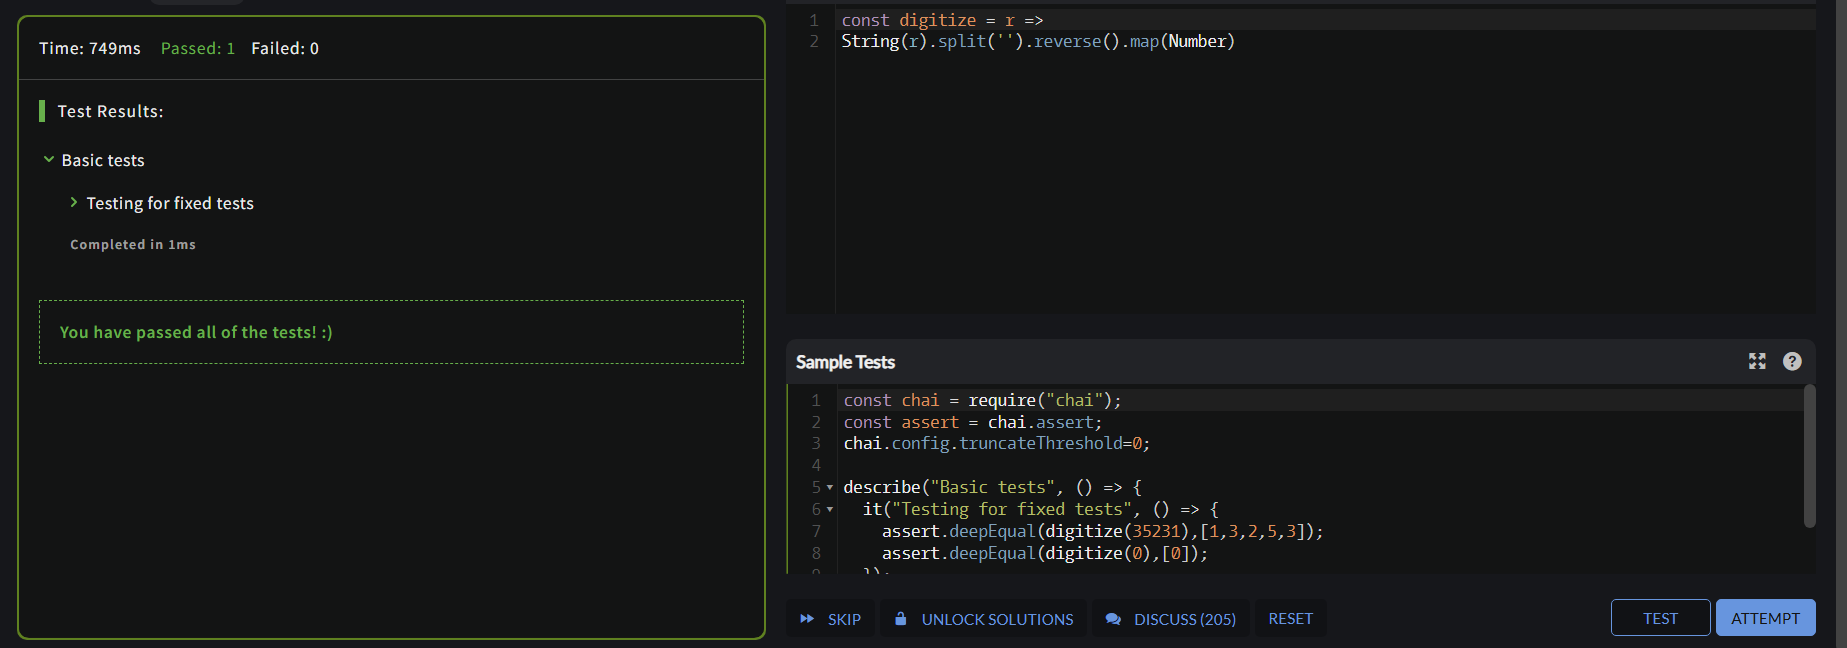 Time: 749ms Passed: 1 Failed: 0
Test Results:
Basic tests
Testing for fixed tests
Completed in 1ms
You have passed all of the tests! :)
1 const digitize = r =>
2 String(r).split('').reverse().map(Number)
Sample Tests
1 const chai = require("chai");
2 const assert = chai.assert;
3 chai.config.truncateThreshold=0;
4
5 describe("Basic tests", () => {
6 it("Testing for fixed tests", () => {
7 assert.deepEqual(digitize(35231),[1,3,2,5,3]);
8 assert.deepEqual(digitize(0),[0]);
9 });
SKIP UNLOCK SOLUTIONS DISCUSS (205) RESET TEST ATTEMPT